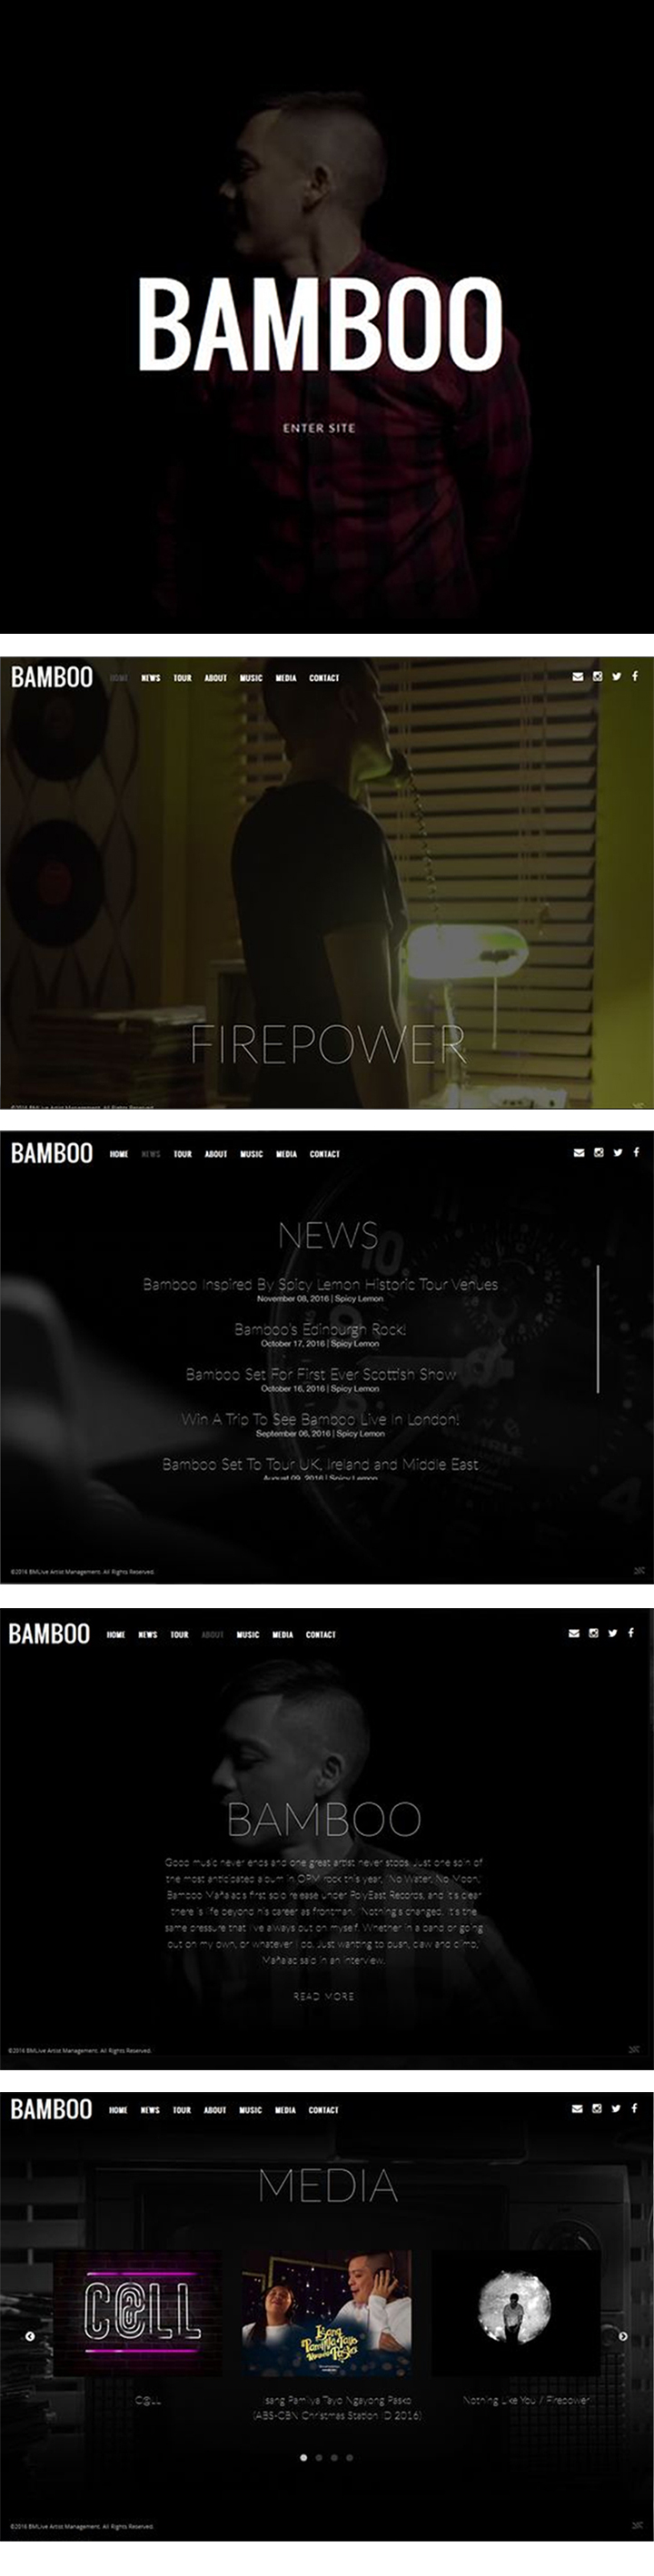 BAMBOO
ENTER SITE
BAMBOO HOME NEWS TOUR ABOUT MUSIC MEDIA CONTACT
FIREPOWER
©2016 BMLive Artist Management. All Rights Reserved.
BAMBOO HOME NEWS TOUR ABOUT MUSIC MEDIA CONTACT
NEWS
Bamboo Inspired By Spicy Lemon Historic Tour Venues
November 08, 2016 | Spicy Lemon
Bamboo's Edinburgh Rock!
October 17, 2016 | Spicy Lemon
Bamboo Set For First Ever Scottish Show
October 16, 2016 | Spicy Lemon
Win A Trip To See Bamboo Live In London!
September 06, 2016 | Spicy Lemon
Bamboo Set To Tour UK, Ireland and Middle East
August 09, 2016 | Spicy Lemon
©2016 BMLive Artist Management. All Rights Reserved.
BAMBOO HOME NEWS TOUR ABOUT MUSIC MEDIA CONTACT
BAMBOO
Good music never ends and one great artist never stops. Just one spin of
the most anticipated album in OPM rock this year, "No Water, No Moon,"
Bamboo Mañalac's first solo release under PolyEast Records, and it's clear
there is life beyond his career as frontman. "Nothing's changed. It's the
same pressure that I've always put on myself. Whether in a band or going
out on my own, or whatever I do. Just wanting to push, claw and climb,"
Mañalac said in an interview.
READ MORE
©2016 BMLive Artist Management. All Rights Reserved.
BAMBOO HOME NEWS TOUR ABOUT MUSIC MEDIA CONTACT
MEDIA
C@LL
Isang
Pamilya Tayo
Ngayong Pasko
C@LL
Isang Pamilya Tayo Ngayong Pasko
(ABS-CBN Christmas Station ID 2016)
Nothing Like You / Firepower
©2016 BMLive Artist Management. All Rights Reserved.